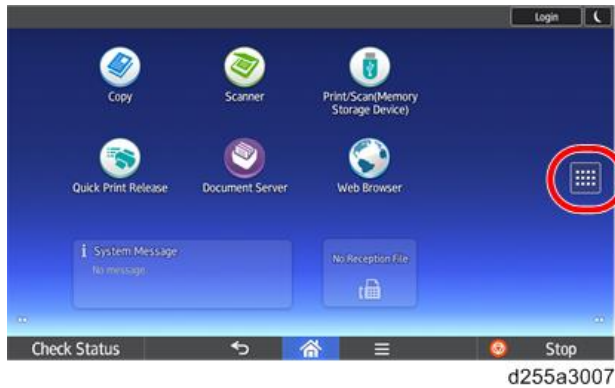 Login
Copy
Scanner
Print/Scan(Memory
Storage Device)
Quick Print Release
Document Server
Web Browser
i System Message
No message.
No Reception File
Check Status
Stop
d255a3007